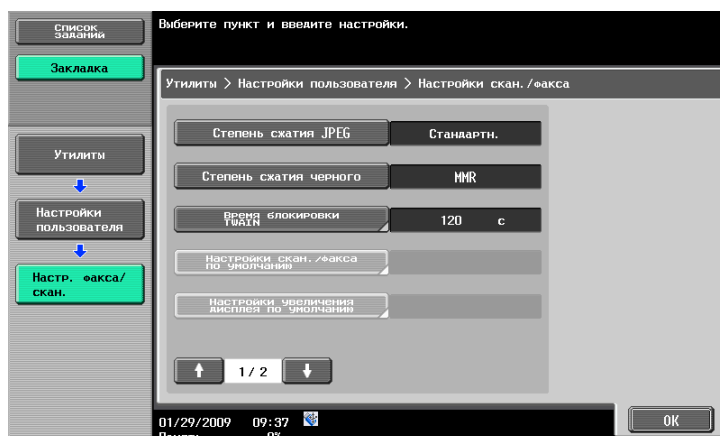 Список
заданий
Закладка
Утилиты
Настройки
пользователя
Настр. факса/
скан.
Выберите пункт и введите настройки.
Утилиты > Настройки пользователя > Настройки скан./факса
Степень сжатия JPEG
Стандартн.
Степень сжатия черного
MMR
Время блокировки
TWAIN
120 с
Настройки скан./факса
по умолчанию
Настройки увеличения
дисплея по умолчанию
1/ 2
01/29/2009 09:37
OK